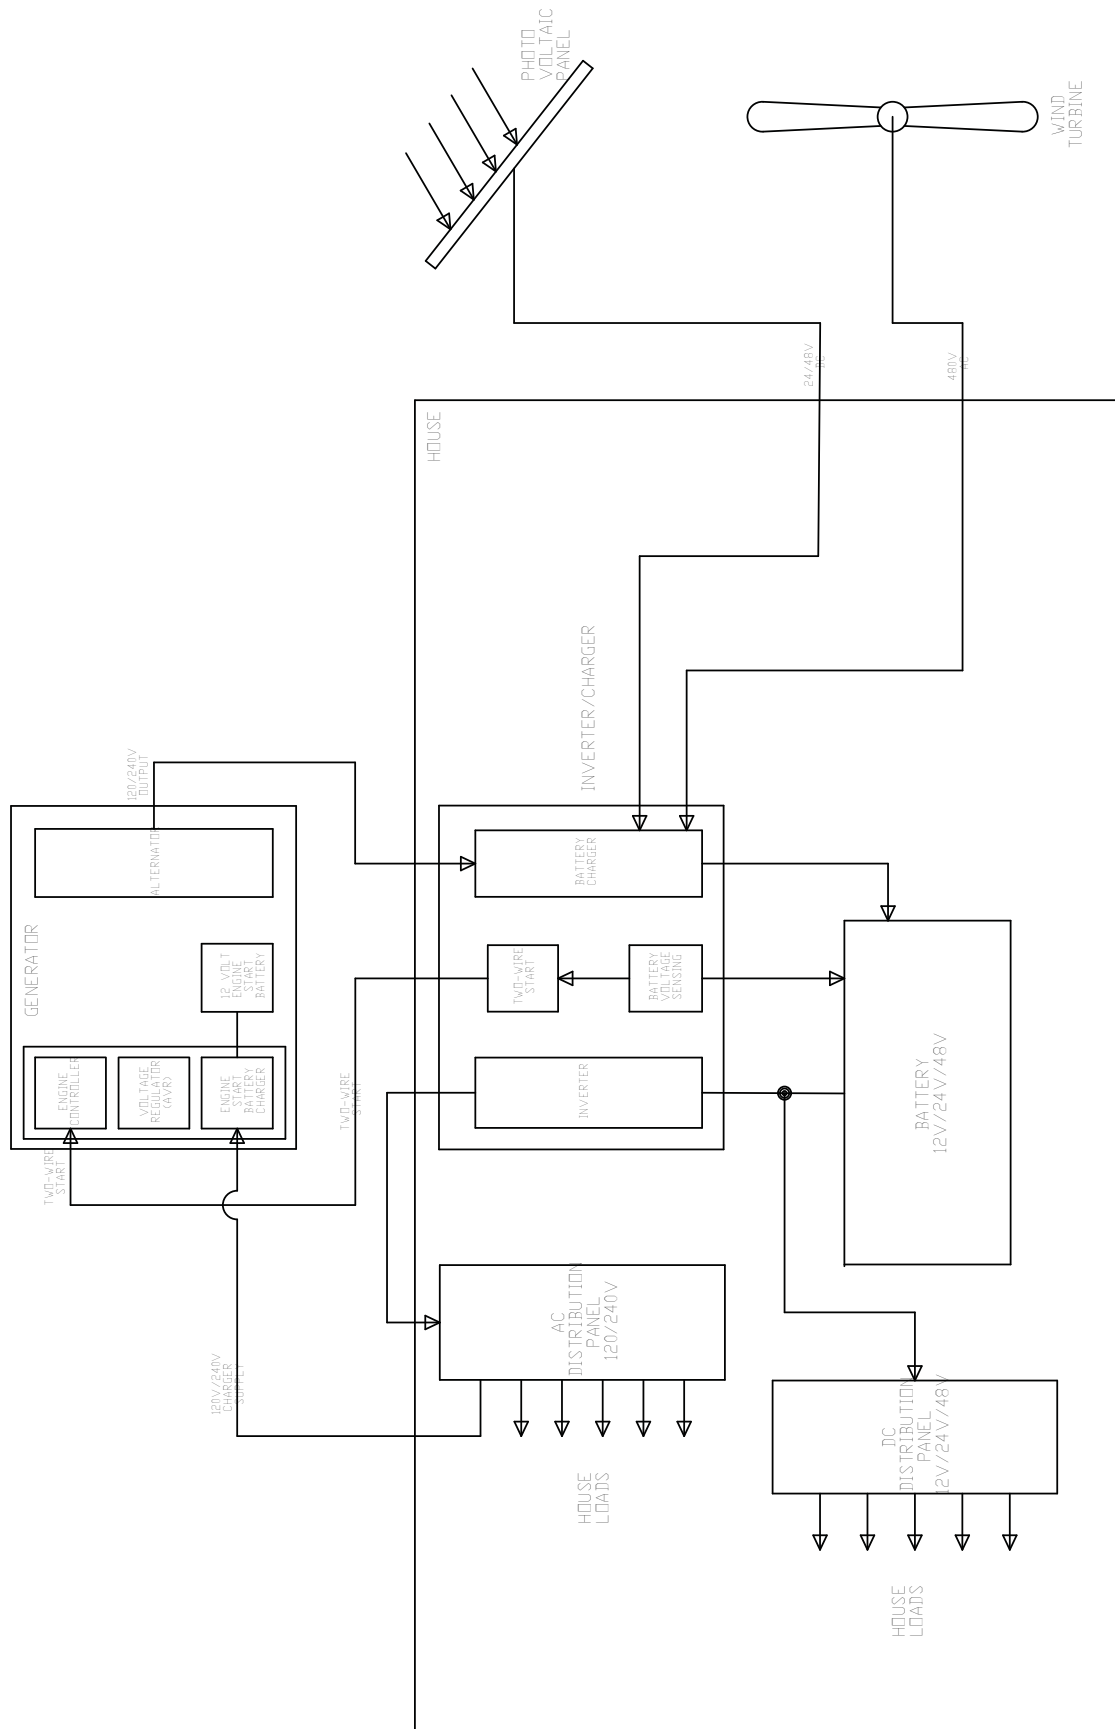 PHOTO
VOLTAIC
PANEL
WIND
TURBINE
24/48V
DC
480V
AC
HOUSE
INVERTER/CHARGER
120/240V
OUTPUT
ALTERNATOR
BATTERY
CHARGER
GENERATOR
12 VOLT
ENGINE
START
BATTERY
TWO-WIRE
START
BATTERY
VOLTAGE
SENSING
ENGINE
CONTROLLER
VOLTAGE
REGULATOR
(AVR)
ENGINE
START
BATTERY
CHARGER
TWO-WIRE
START
INVERTER
BATTERY
12V/24V/48V
TWO-WIRE
START
AC
DISTRIBUTION
PANEL
120/240V
120V/240V
CHARGER
SUPPLY
DC
DISTRIBUTION
PANEL
12V/24V/48V
HOUSE
LOADS
HOUSE
LOADS